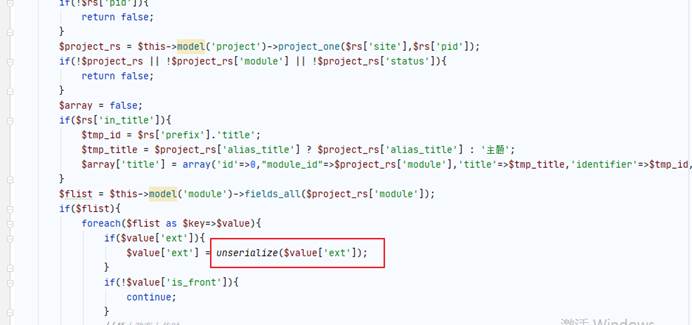 if(!$rs['pid']){
return false;
}
$project_rs = $this->model('project')->project_one($rs['site'],$rs['pid']);
if(!$project_rs || !$project_rs['module'] || !$project_rs['status']){
return false;
}
$array = false;
if($rs['in_title']){
$tmp_id = $rs['prefix'].'title';
$tmp_title = $project_rs['alias_title'] ? $project_rs['alias_title'] : '主题';
$array['title'] = array('id'=>0,"module_id"=>$project_rs['module'],'title'=>$tmp_title,'identifier'=>$tmp_id,
}
$flist = $this->model('module')->fields_all($project_rs['module']);
if($flist){
foreach($flist as $key=>$value){
if($value['ext']){
$value['ext'] = unserialize($value['ext']);
}
if(!$value['is_front']){
continue;
}
激活 Windows